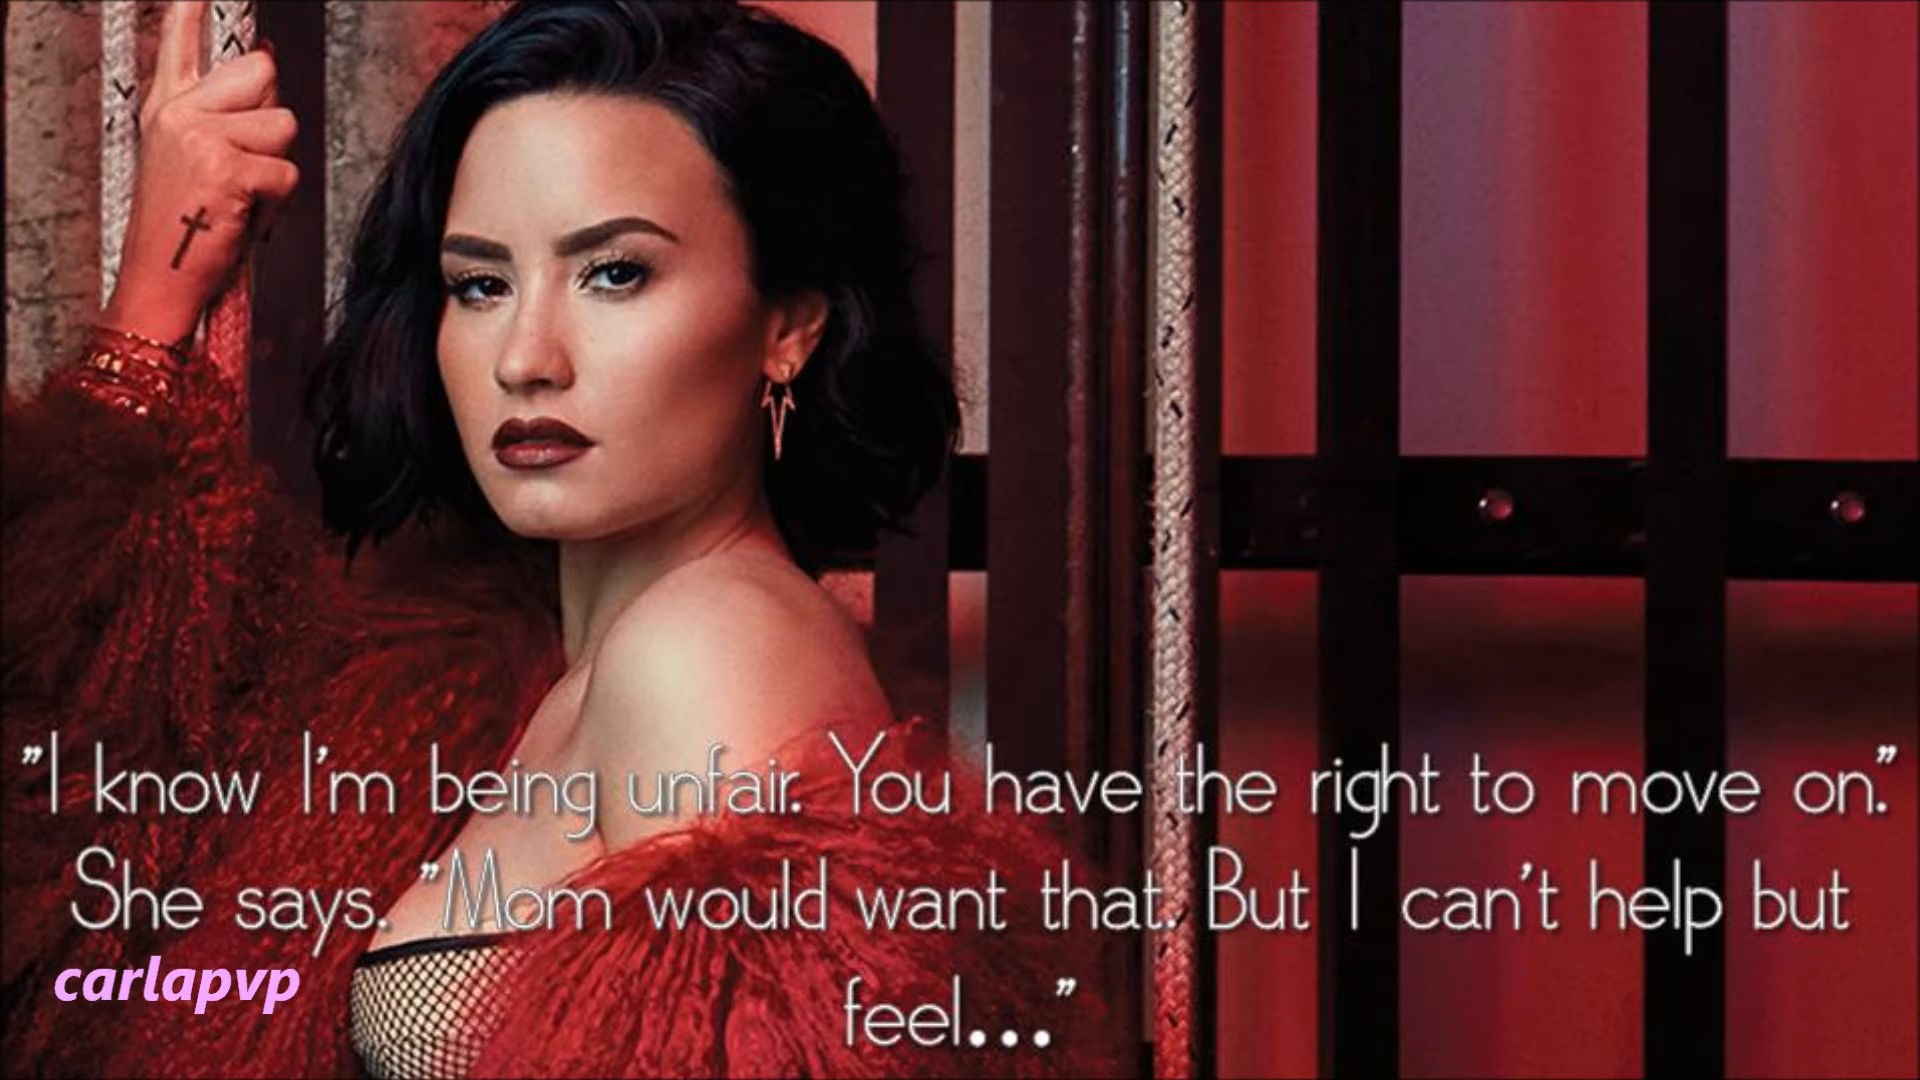 "I know I'm being unfair. You have the right to move on."
She says. "Mom would want that. But I can't help but
feel..."
carlapvp